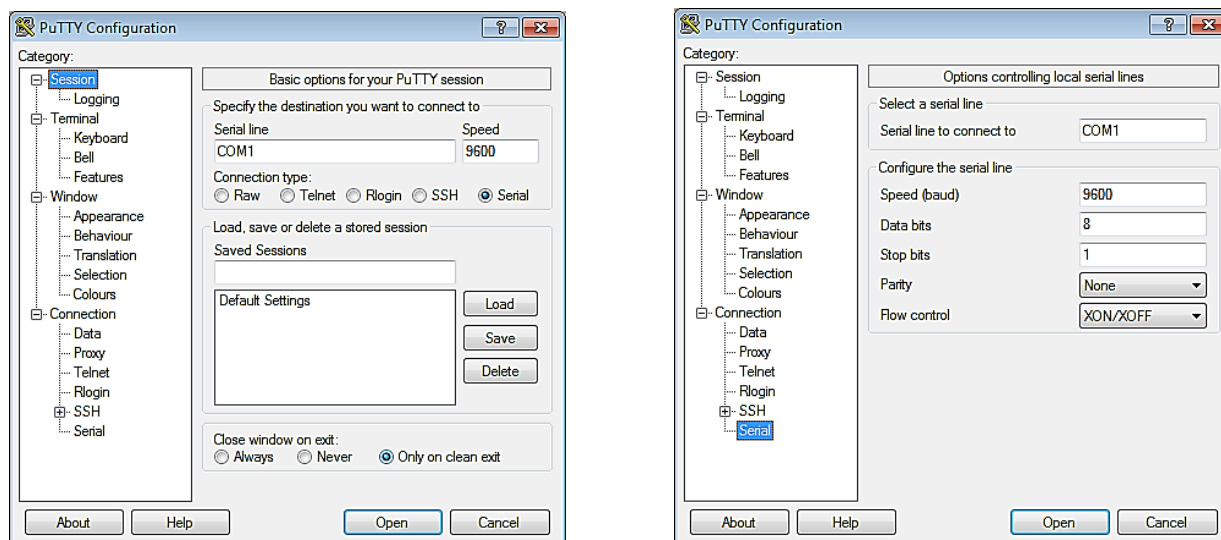 PuTTY Configuration
Category:
Session
Logging
Terminal
Keyboard
Bell
Features
Window
Appearance
Behaviour
Translation
Selection
Colours
Connection
Data
Proxy
Telnet
Rlogin
SSH
Serial
Basic options for your PuTTY session
Specify the destination you want to connect to
Serial line Speed
COM1 9600
Connection type:
Raw Telnet Rlogin SSH Serial
Load, save or delete a stored session
Saved Sessions
Default Settings
Load
Save
Delete
Close window on exit:
Always Never Only on clean exit
About Help Open Cancel
PuTTY Configuration
Category:
Session
Logging
Terminal
Keyboard
Bell
Features
Window
Appearance
Behaviour
Translation
Selection
Colours
Connection
Data
Proxy
Telnet
Rlogin
SSH
Serial
Options controlling local serial lines
Select a serial line
Serial line to connect to COM1
Configure the serial line
Speed (baud) 9600
Data bits 8
Stop bits 1
Parity None
Flow control XON/XOFF
About Help Open Cancel